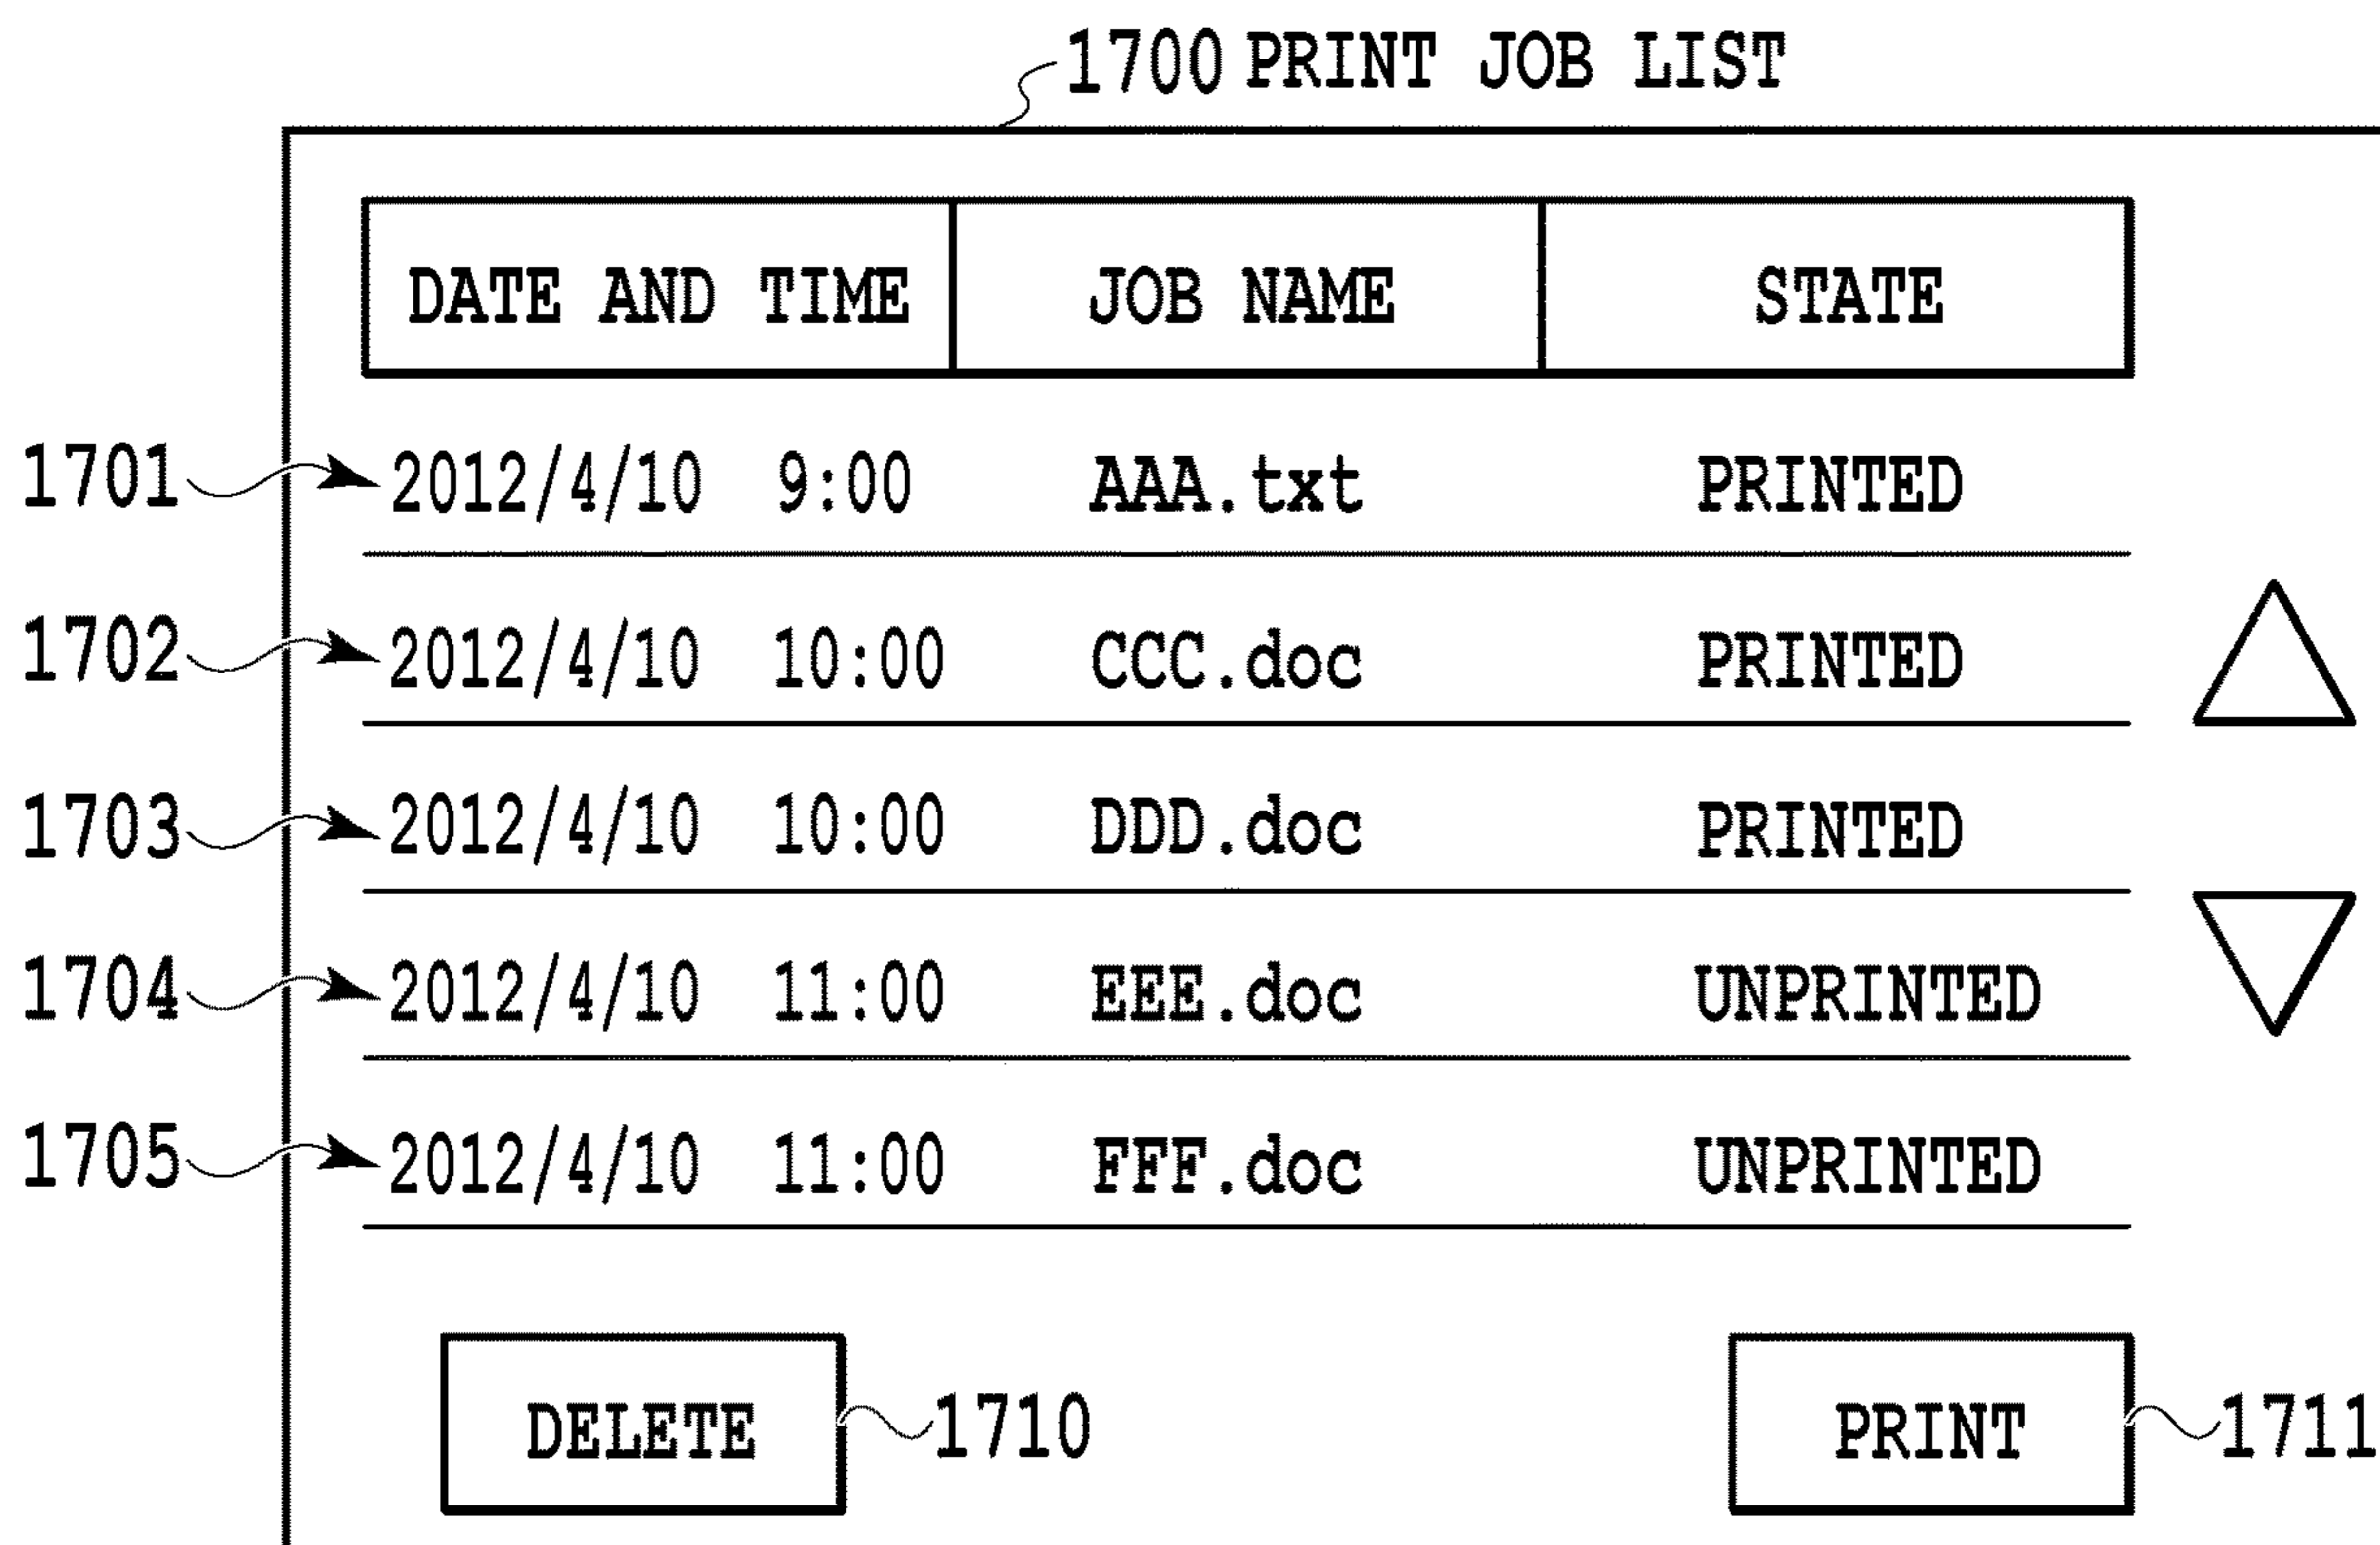 1700 PRINT JOB LIST
DATE AND TIME JOB NAME STATE
1701 2012/4/10 9:00 AAA.txt PRINTED
1702 2012/4/10 10:00 CCC.doc PRINTED
1703 2012/4/10 10:00 DDD.doc PRINTED
1704 2012/4/10 11:00 EEE.doc UNPRINTED
1705 2012/4/10 11:00 FFF.doc UNPRINTED
DELETE 1710 PRINT 1711